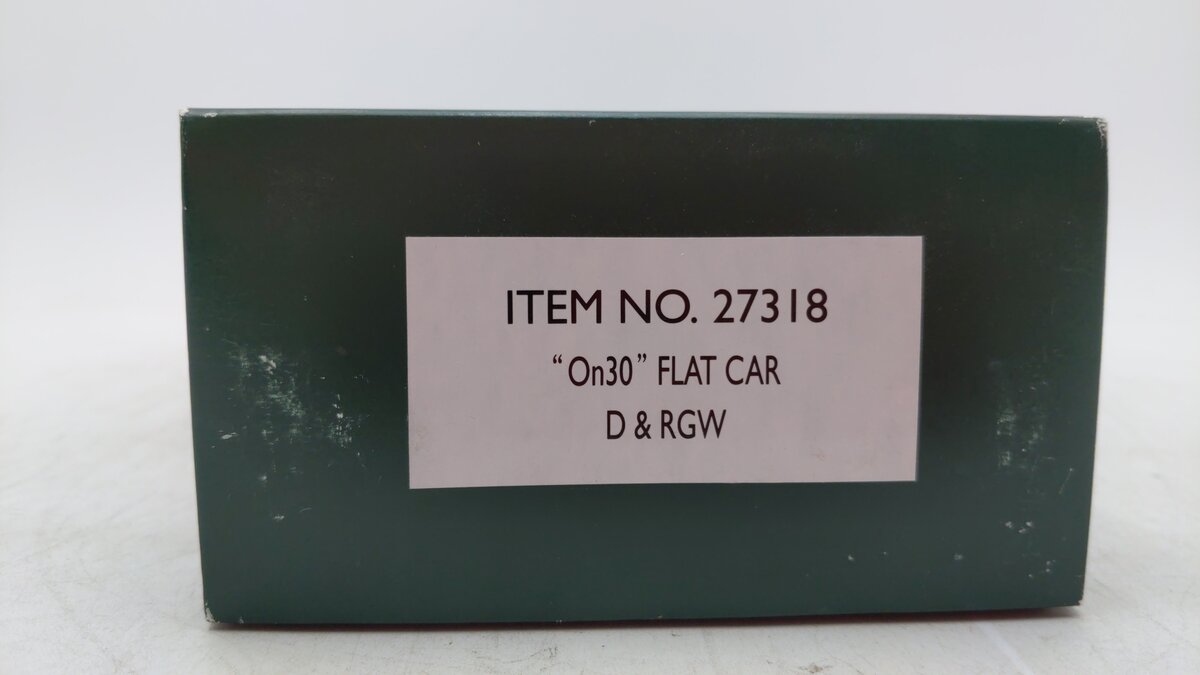 ITEM NO. 27318
“On30” FLAT CAR
D & RGW